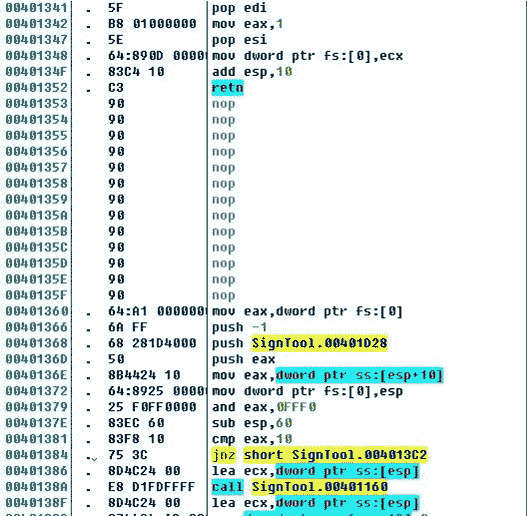 00401341 . 5F pop edi
00401342 . B8 01000000 mov eax,1
00401347 . 5E pop esi
00401348 . 64:890D 00000 mov dword ptr fs:[0],ecx
0040134F . 83C4 10 add esp,10
00401352 . C3 retn
00401353 90 nop
00401354 90 nop
00401355 90 nop
00401356 90 nop
00401357 90 nop
00401358 90 nop
00401359 90 nop
0040135A 90 nop
0040135B 90 nop
0040135C 90 nop
0040135D 90 nop
0040135E 90 nop
0040135F 90 nop
00401360 . 64:A1 0000000 mov eax,dword ptr fs:[0]
00401366 . 6A FF push -1
00401368 . 68 281D4000 push SignTool.00401D28
0040136D . 50 push eax
0040136E . 8B4424 10 mov eax,dword ptr ss:[esp+10]
00401372 . 64:8925 00000 mov dword ptr fs:[0],esp
00401379 . 25 F0FF0000 and eax,0FFF0
0040137E . 83EC 60 sub esp,60
00401381 . 83F8 10 cmp eax,10
00401384 .⌄ 75 3C jnz short SignTool.004013C2
00401386 . 8D4C24 00 lea ecx,dword ptr ss:[esp]
0040138A . E8 D1FDFFFF call SignTool.00401160
0040138F . 8D4C24 00 lea ecx,dword ptr ss:[esp]